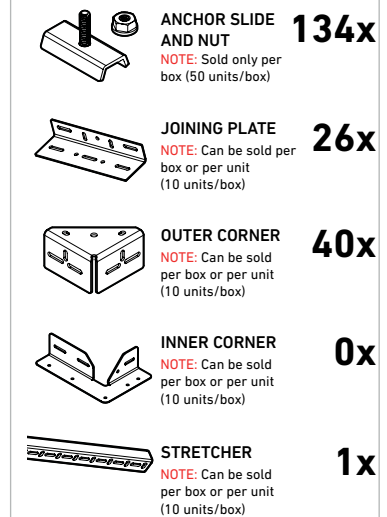 ANCHOR SLIDE
AND NUT
134x
NOTE: Sold only per
box (50 units/box)
JOINING PLATE
26x
NOTE: Can be sold per
box or per unit
(10 units/box)
OUTER CORNER
40x
NOTE: Can be sold
per box or per unit
(10 units/box)
INNER CORNER
0x
NOTE: Can be sold
per box or per unit
(10 units/box)
STRETCHER
1x
NOTE: Can be sold
per box or per unit
(10 units/box)